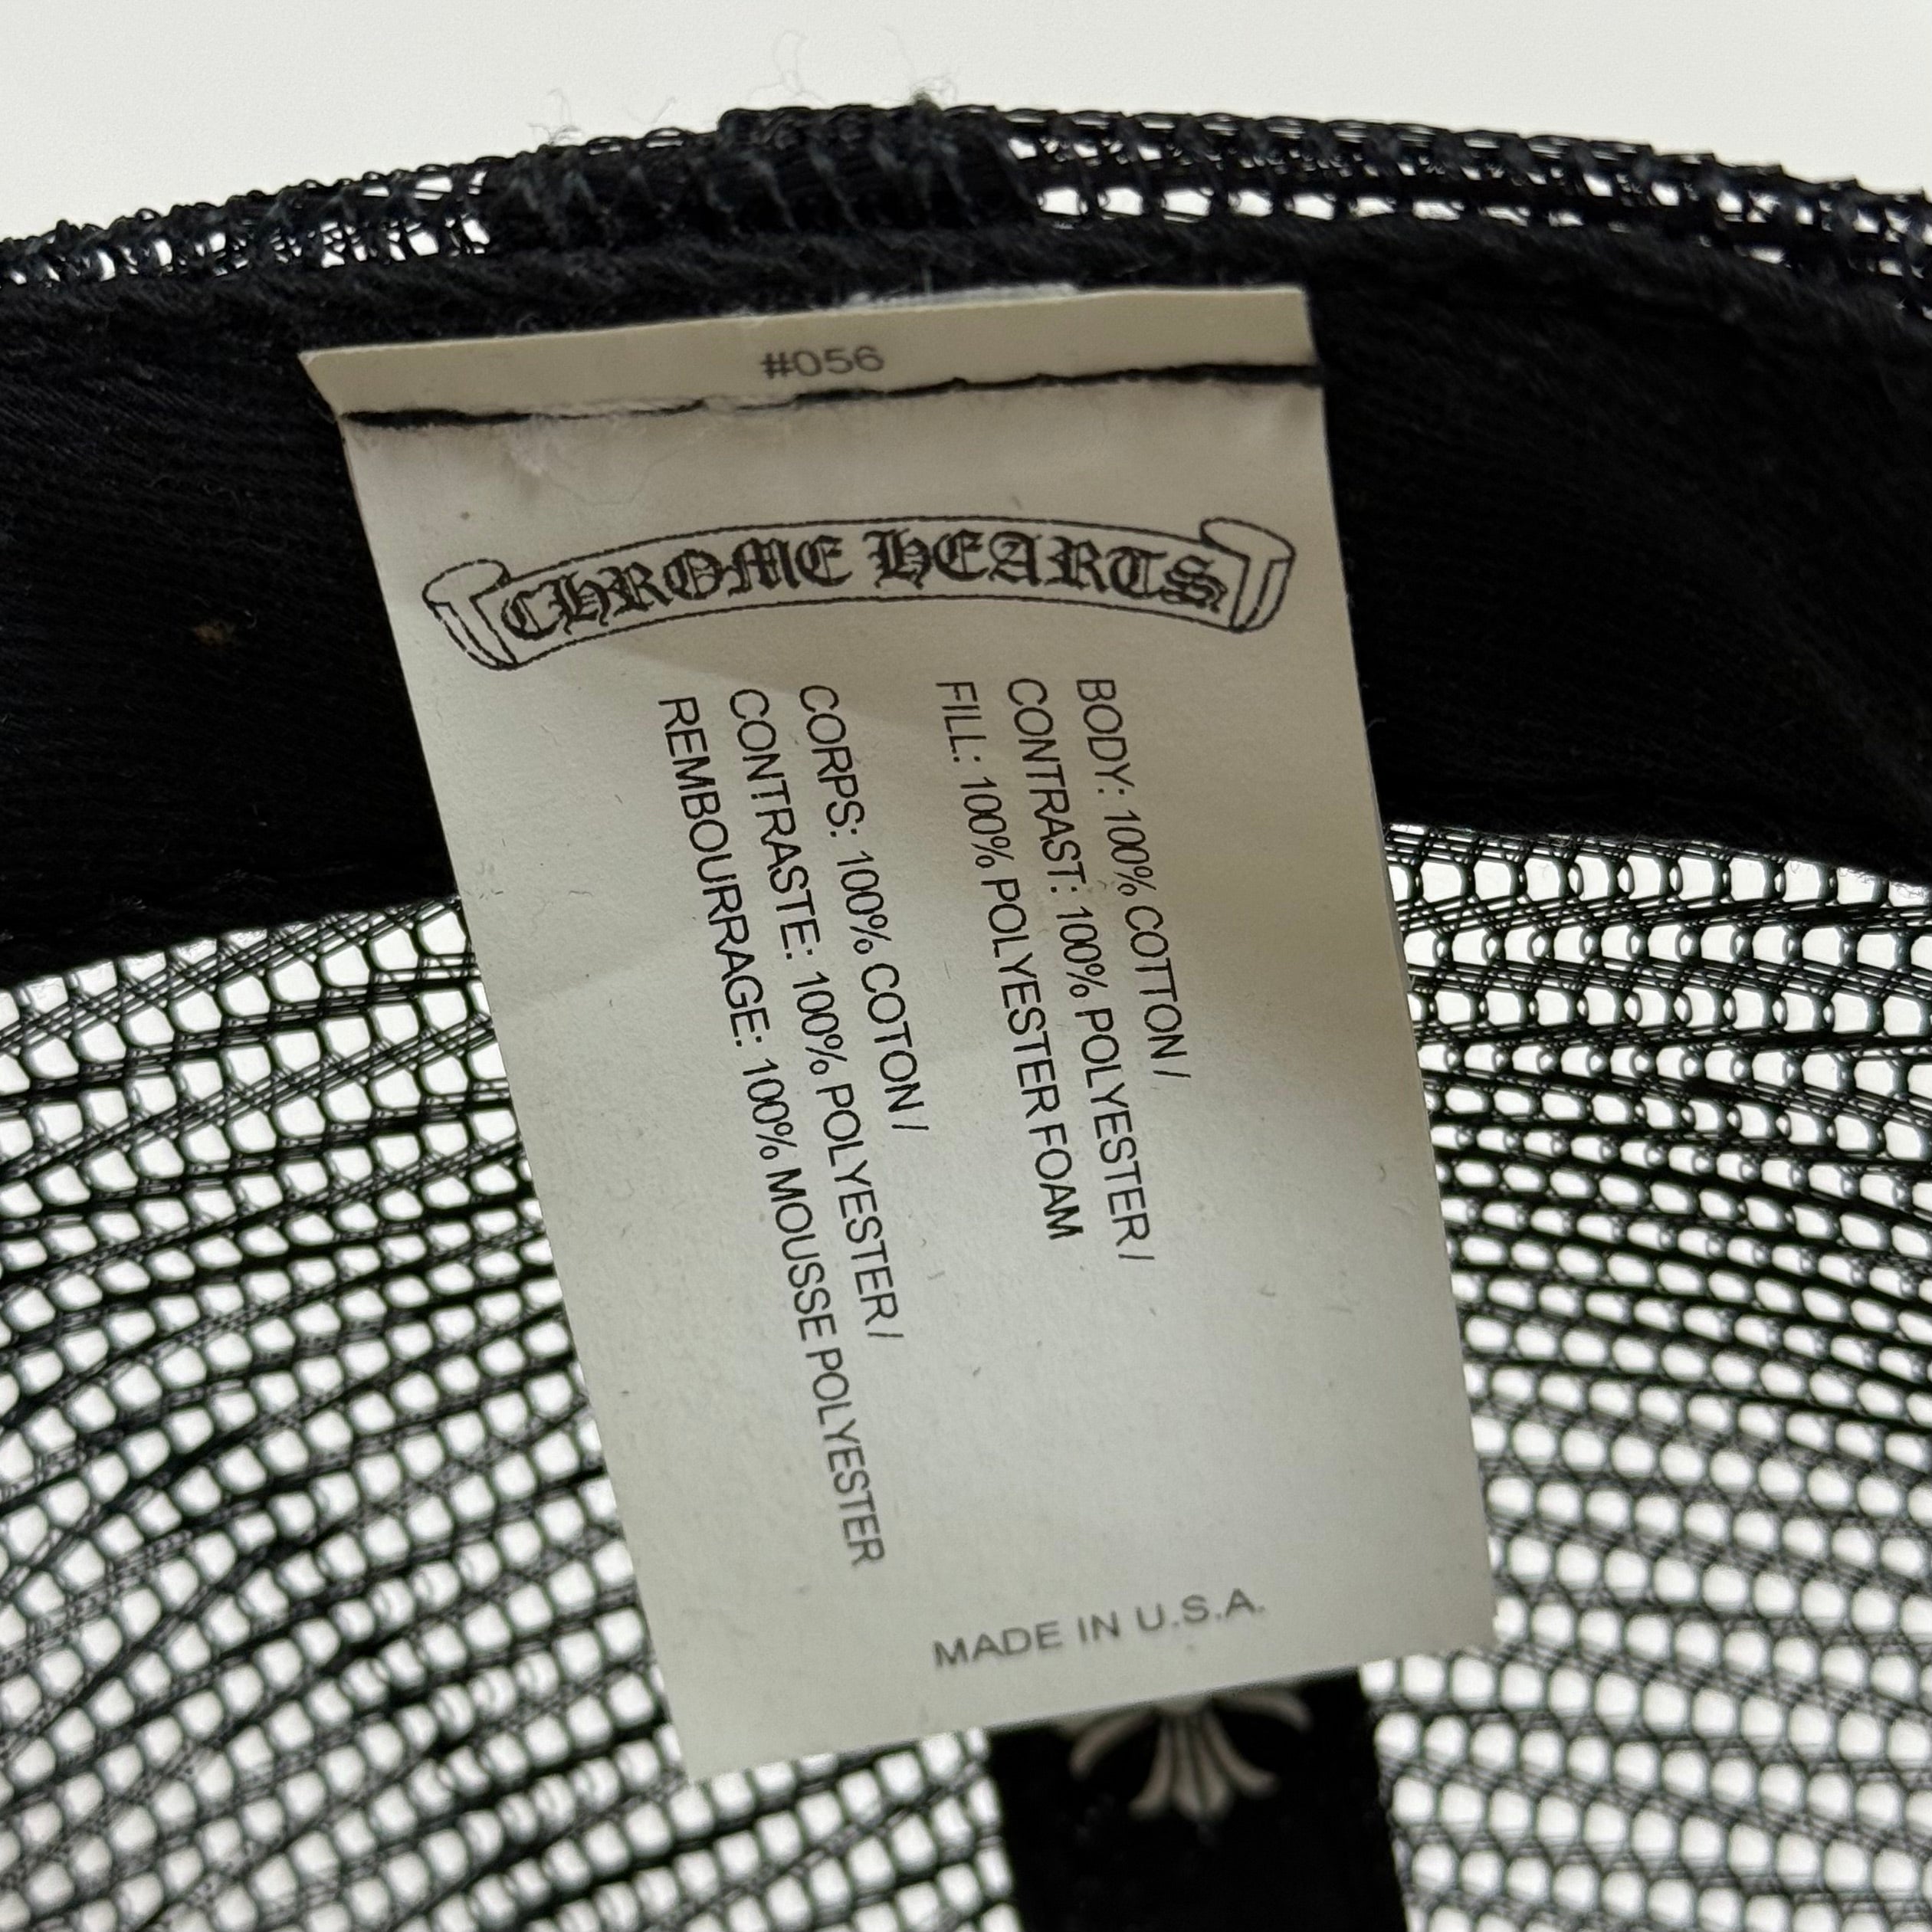 #056
CHROME HEARTS
BODY: 100% COTTON /
CONTRAST: 100% POLYESTER /
FILL: 100% POLYESTER FOAM
CORPS: 100% COTON /
CONTRASTE: 100% POLYESTER /
REMBOURRAGE: 100% MOUSSE POLYESTER
MADE IN U.S.A.